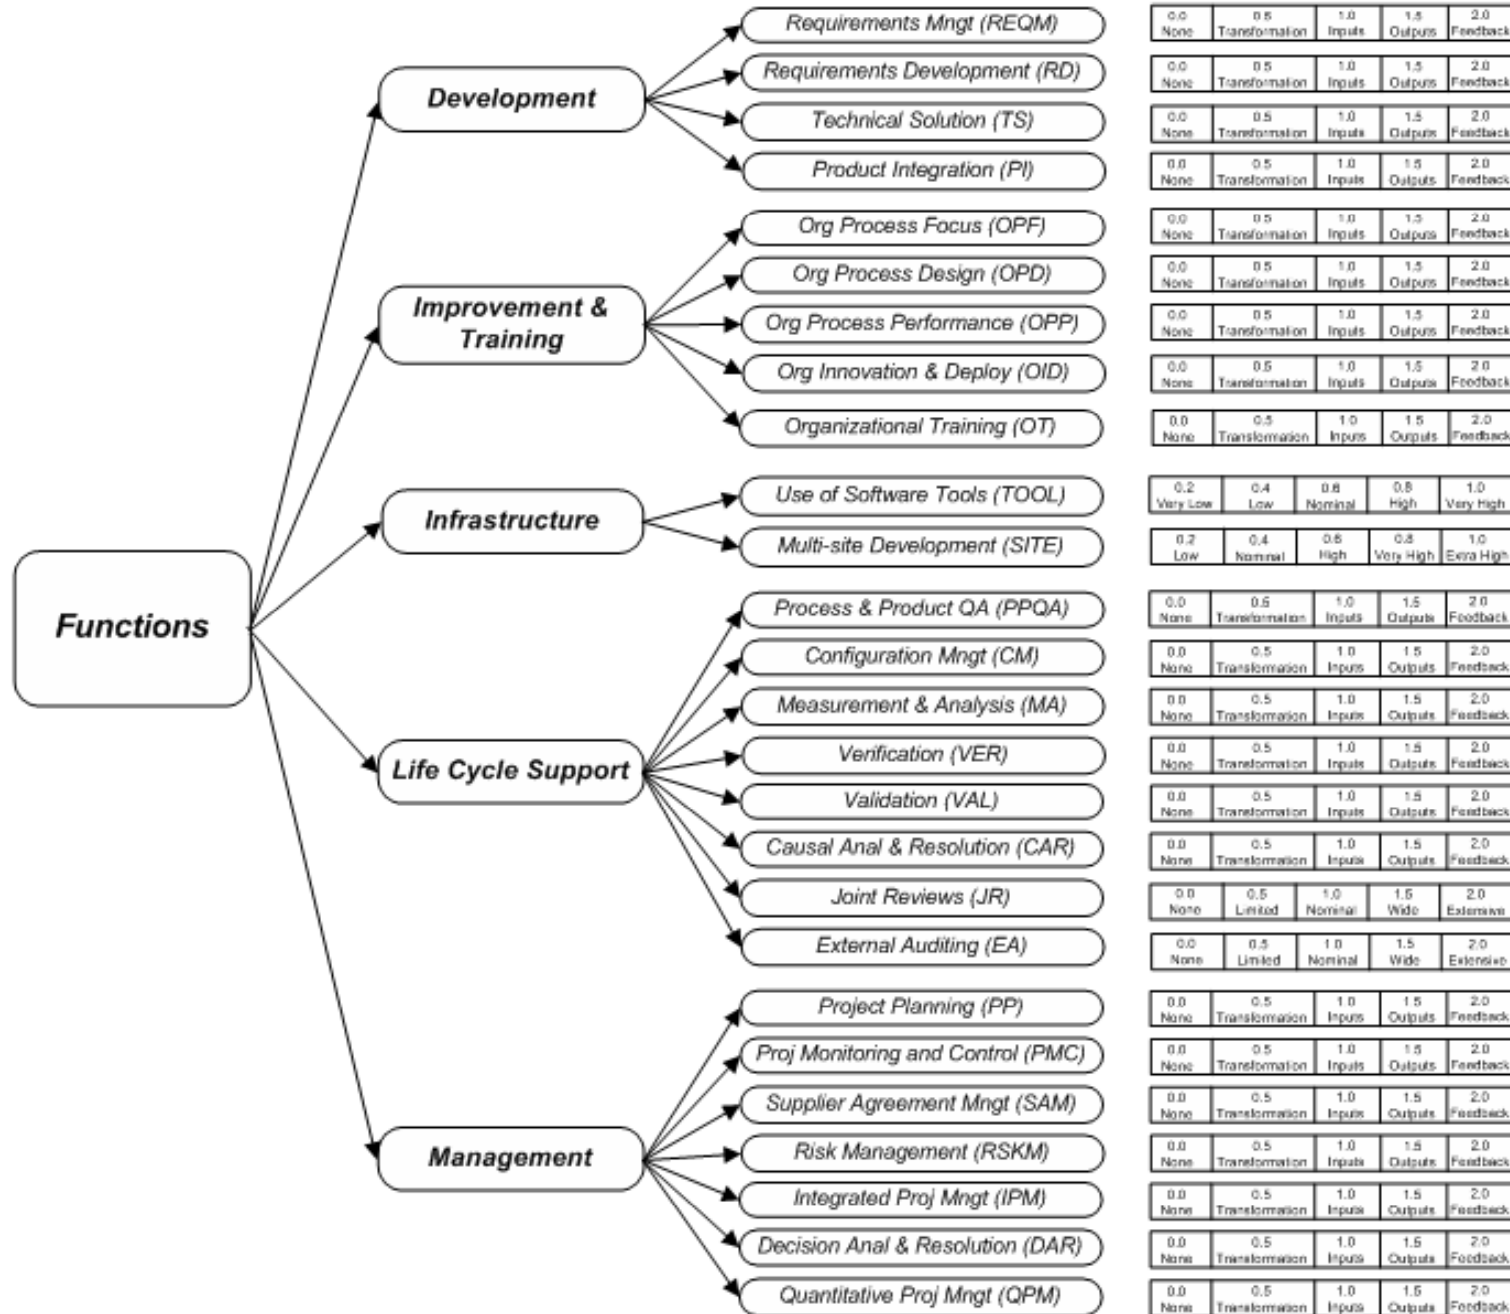 Functions
Development
Requirements Mngt (REQM)
0.0 0.5 1.0 1.5 2.0
None Transformation Inputs Outputs Feedback
Requirements Development (RD)
0.0 0.5 1.0 1.5 2.0
None Transformation Inputs Outputs Feedback
Technical Solution (TS)
0.0 0.5 1.0 1.5 2.0
None Transformation Inputs Outputs Feedback
Product Integration (PI)
0.0 0.5 1.0 1.5 2.0
None Transformation Inputs Outputs Feedback
Improvement &
Training
Org Process Focus (OPF)
0.0 0.5 1.0 1.5 2.0
None Transformation Inputs Outputs Feedback
Org Process Design (OPD)
0.0 0.5 1.0 1.5 2.0
None Transformation Inputs Outputs Feedback
Org Process Performance (OPP)
0.0 0.5 1.0 1.5 2.0
None Transformation Inputs Outputs Feedback
Org Innovation & Deploy (OID)
0.0 0.5 1.0 1.5 2.0
None Transformation Inputs Outputs Feedback
Organizational Training (OT)
0.0 0.5 1.0 1.5 2.0
None Transformation Inputs Outputs Feedback
Infrastructure
Use of Software Tools (TOOL)
0.2 0.4 0.6 0.8 1.0
Very Low Low Nominal High Very High
Multi-site Development (SITE)
0.2 0.4 0.6 0.8 1.0
Low Nominal High Very High Extra High
Life Cycle Support
Process & Product QA (PPQA)
0.0 0.5 1.0 1.5 2.0
None Transformation Inputs Outputs Feedback
Configuration Mngt (CM)
0.0 0.5 1.0 1.5 2.0
None Transformation Inputs Outputs Feedback
Measurement & Analysis (MA)
0.0 0.5 1.0 1.5 2.0
None Transformation Inputs Outputs Feedback
Verification (VER)
0.0 0.5 1.0 1.5 2.0
None Transformation Inputs Outputs Feedback
Validation (VAL)
0.0 0.5 1.0 1.5 2.0
None Transformation Inputs Outputs Feedback
Causal Anal & Resolution (CAR)
0.0 0.5 1.0 1.5 2.0
None Transformation Inputs Outputs Feedback
Joint Reviews (JR)
0.0 0.5 1.0 1.5 2.0
None Limited Nominal Wide Extensive
External Auditing (EA)
0.0 0.5 1.0 1.5 2.0
None Limited Nominal Wide Extensive
Management
Project Planning (PP)
0.0 0.5 1.0 1.5 2.0
None Transformation Inputs Outputs Feedback
Proj Monitoring and Control (PMC)
0.0 0.5 1.0 1.5 2.0
None Transformation Inputs Outputs Feedback
Supplier Agreement Mngt (SAM)
0.0 0.5 1.0 1.5 2.0
None Transformation Inputs Outputs Feedback
Risk Management (RSKM)
0.0 0.5 1.0 1.5 2.0
None Transformation Inputs Outputs Feedback
Integrated Proj Mngt (IPM)
0.0 0.5 1.0 1.5 2.0
None Transformation Inputs Outputs Feedback
Decision Anal & Resolution (DAR)
0.0 0.5 1.0 1.5 2.0
None Transformation Inputs Outputs Feedback
Quantitative Proj Mngt (QPM)
0.0 0.5 1.0 1.5 2.0
None Transformation Inputs Outputs Feedback